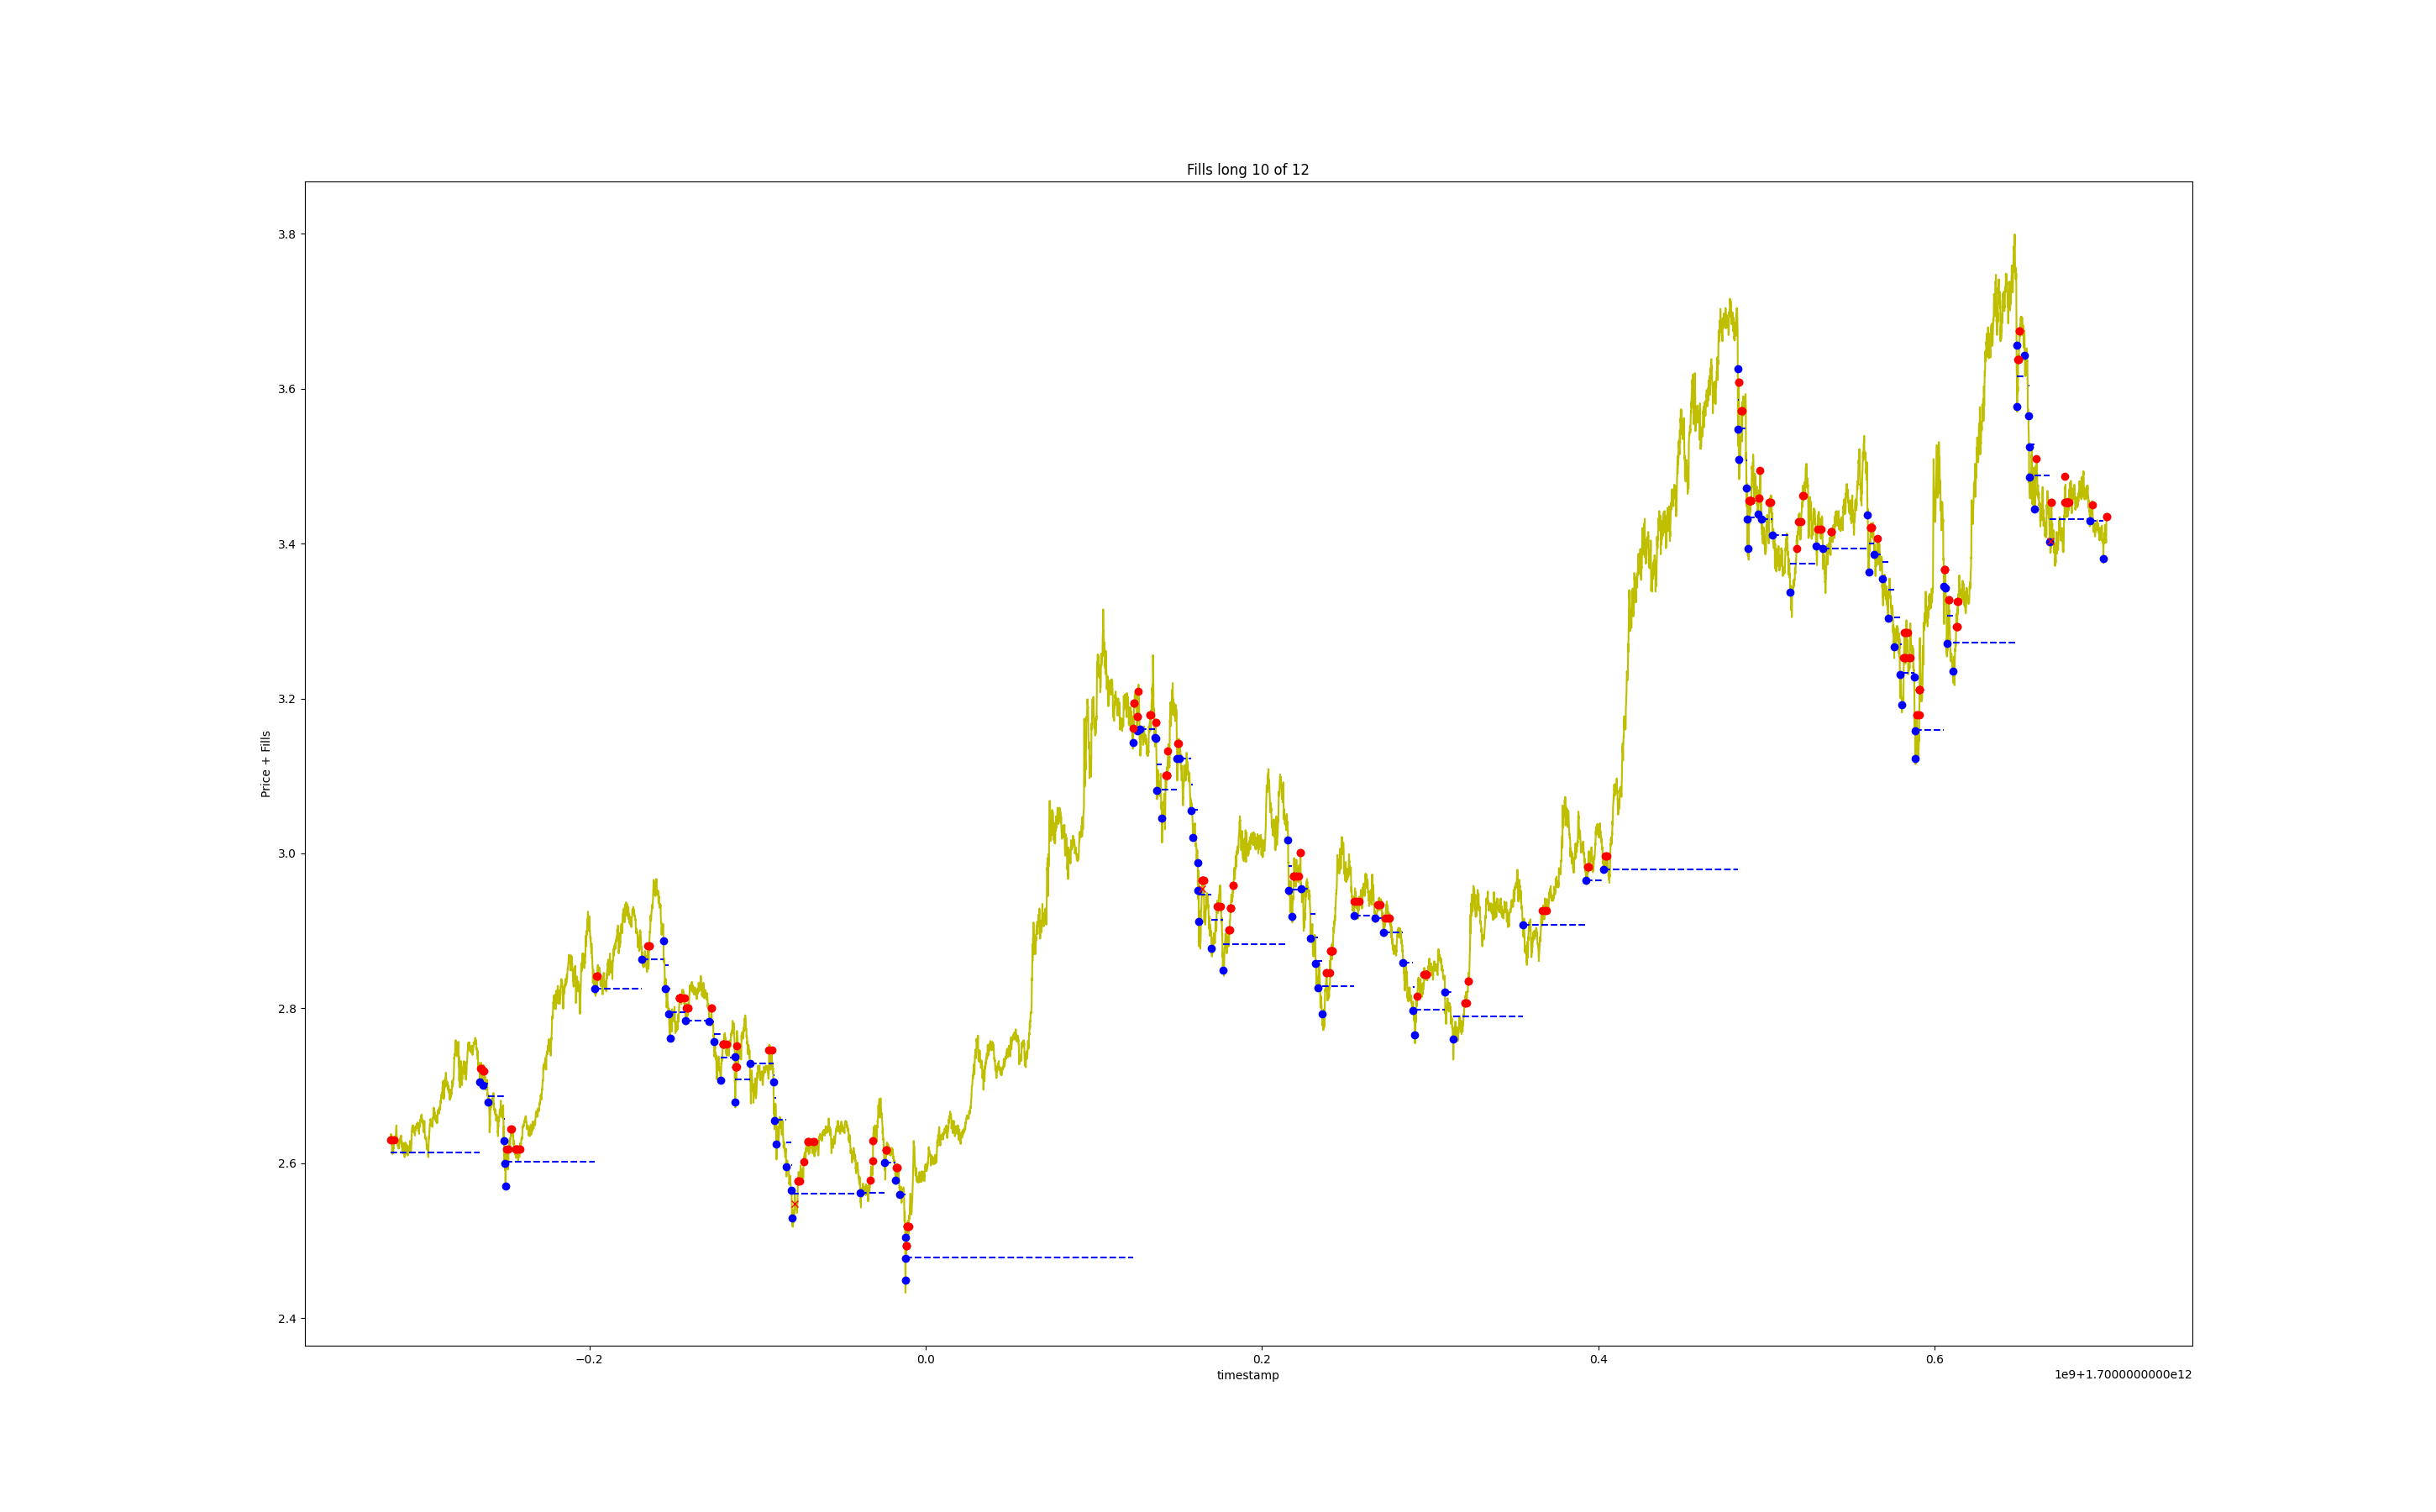 Fills long 10 of 12
Price + Fills
3.8
3.6
3.4
3.2
3.0
2.8
2.6
2.4
−0.2 0.0 0.2 0.4 0.6
timestamp
1e9+1.7000000000e12